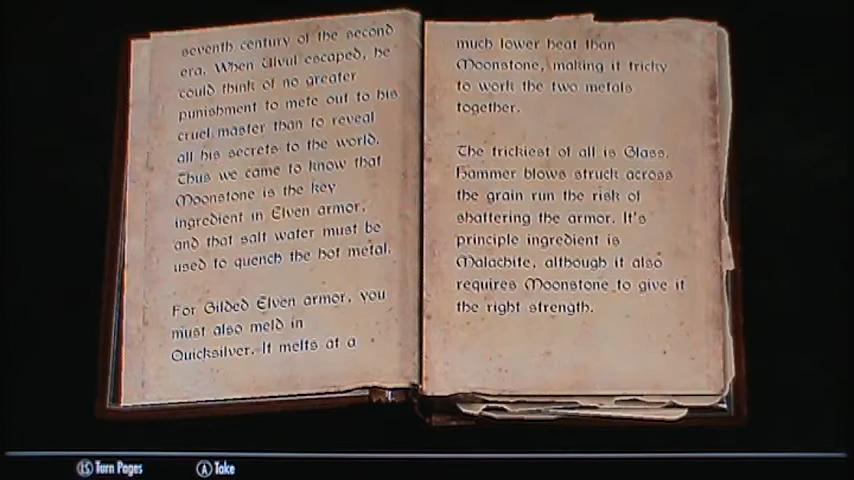 seventh century of the second
era. When Ulvul escaped, he
could think of no greater
punishment to mete out to his
cruel master than to reveal
all his secrets to the world.
Thus we came to know that
Moonstone is the key
ingredient in Elven armor,
and that salt water must be
used to quench the hot metal.
For Gilded Elven armor, you
must also meld in
Quicksilver. It melts at a
much lower heat than
Moonstone, making it tricky
to work the two metals
together.
The trickiest of all is Glass.
Hammer blows struck across
the grain run the risk of
shattering the armor. It's
principle ingredient is
Malachite, although it also
requires Moonstone to give it
the right strength.
LS Turn Pages
A Take